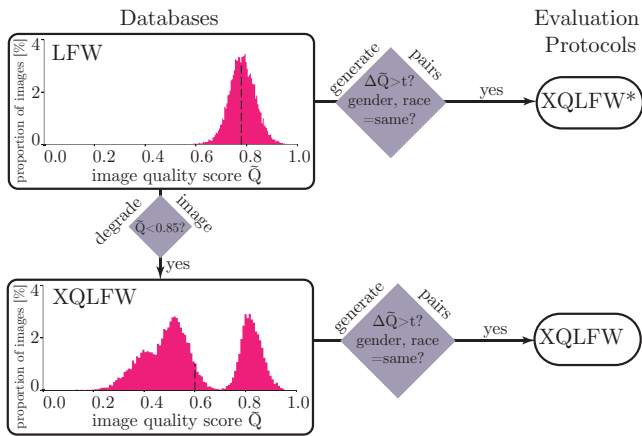 Databases
Evaluation
Protocols
LFW
proportion of images [%]
4
2
0
0.0 0.2 0.4 0.6 0.8 1.0
image quality score Q̃
generate pairs
ΔQ̃>t?
gender, race
=same?
yes
XQLFW*
degrade image
Q̃<0.85?
yes
XQLFW
proportion of images [%]
4
2
0
0.0 0.2 0.4 0.6 0.8 1.0
image quality score Q̃
generate pairs
ΔQ̃>t?
gender, race
=same?
yes
XQLFW